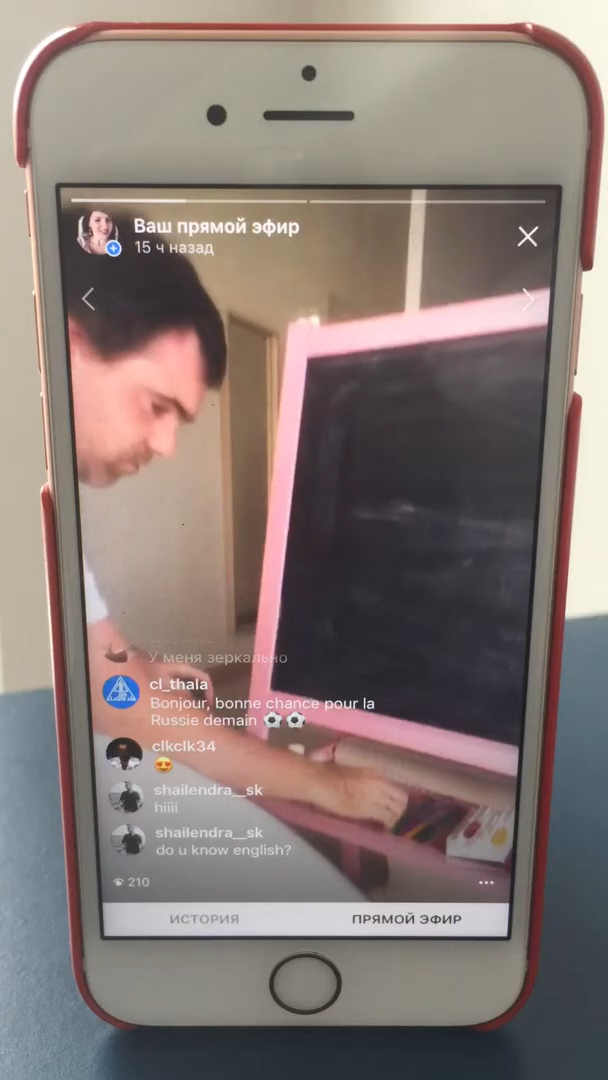 Ваш прямой эфир
15 ч назад
У меня зеркально
cl_thala
Bonjour, bonne chance pour la
Russie demain ⚽⚽
clkclk34
😍
shailendra__sk
hiiii
shailendra__sk
do u know english?
210
ИСТОРИЯ
ПРЯМОЙ ЭФИР